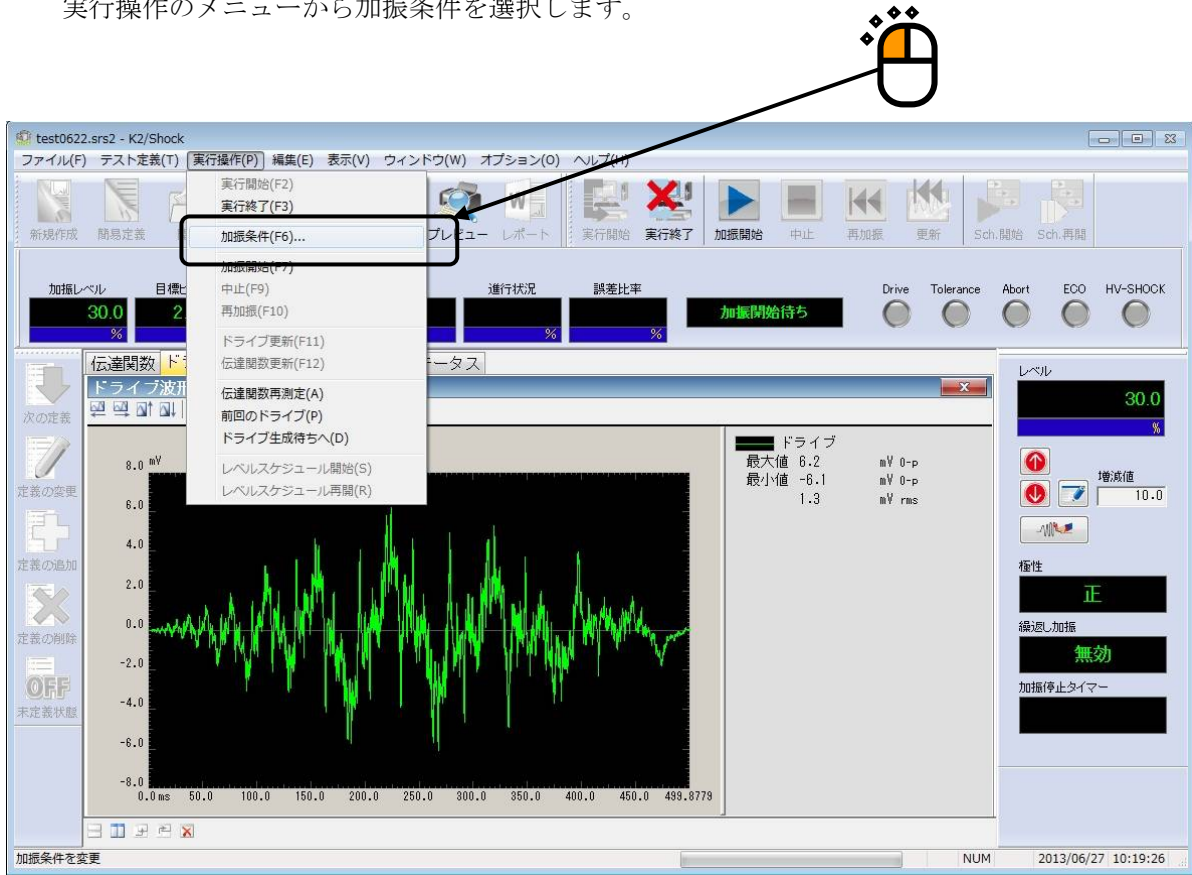 実行操作のメニューから加振条件を選択します。
test0622.srs2 - K2/Shock
ファイル(F) テスト定義(T) 実行操作(P) 編集(E) 表示(V) ウィンドウ(W) オプション(O) ヘルプ(H)
実行開始(F2)
実行終了(F3)
加振条件(F6)...
加振開始(F7)
中止(F9)
再加振(F10)
ドライブ更新(F11)
伝達関数更新(F12)
伝達関数再測定(A)
前回のドライブ(P)
ドライブ生成待ちへ(D)
レベルスケジュール開始(S)
レベルスケジュール再開(R)
新規作成 簡易定義 プレビュー レポート 実行開始 実行終了 加振開始 中止 再加振 更新 Sch.開始 Sch.再開
加振レベル 目標 進行状況 誤差比率 Drive Tolerance Abort ECO HV-SHOCK
30.0 2. 加振開始待ち
% % %
伝達関数 ド ータス
ドライブ波形
次の定義
定義の変更
定義の追加
定義の削除
OFF
未定義状態
ドライブ
最大値 6.2 mV 0-p
最小値 -6.1 mV 0-p
1.3 mV rms
8.0 mV
6.0
4.0
2.0
0.0
-2.0
-4.0
-6.0
-8.0
0.0 ms 50.0 100.0 150.0 200.0 250.0 300.0 350.0 400.0 450.0 499.8779
レベル
30.0
%
増減値
10.0
極性
正
繰返し加振
無効
加振停止タイマー
加振条件を変更 NUM 2013/06/27 10:19:26